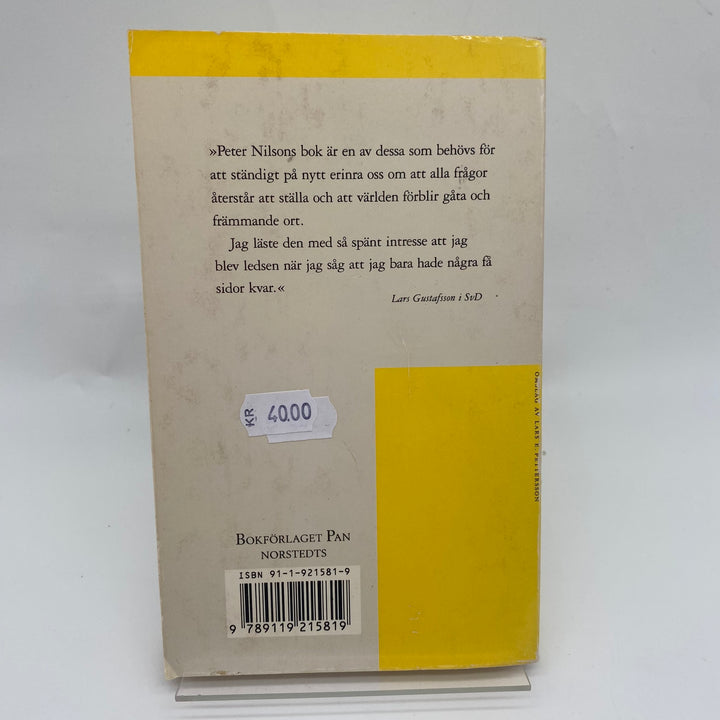 »Peter Nilsons bok är en av dessa som behövs för
att ständigt på nytt erinra oss om att alla frågor
återstår att ställa och att världen förblir gåta och
främmande ort.
Jag läste den med så spänt intresse att jag
blev ledsen när jag såg att jag bara hade några få
sidor kvar.«
Lars Gustafsson i SvD
OMSLAG AV LARS E. PETTERSSON
KR 40.00
BOKFÖRLAGET PAN
NORSTEDTS
ISBN 91-1-921581-9
9 789119 215819